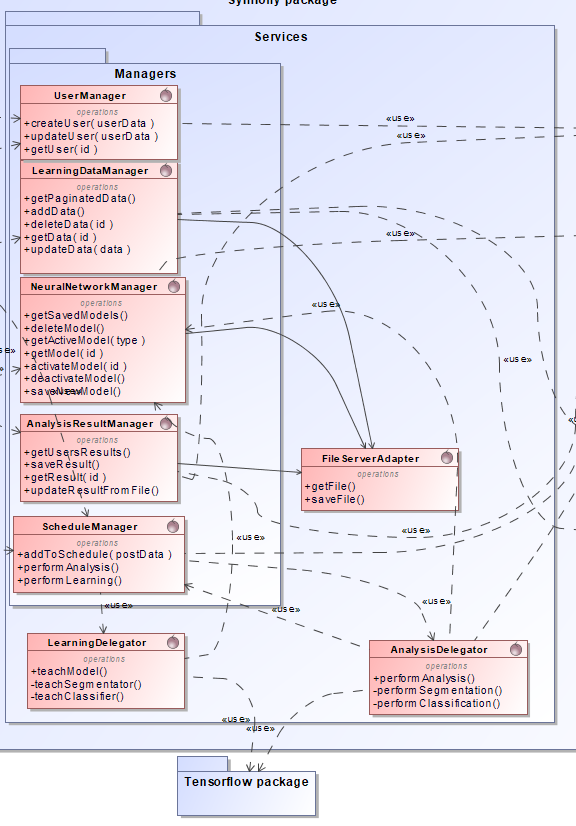 Symfony package
Services
Managers
UserManager
operations
+createUser( userData )
+updateUser( userData )
+getUser( id )
«use»
«use»
LearningDataManager
operations
+getPaginatedData()
+addData()
+deleteData( id )
+getData( id )
+updateData( data )
«use»
NeuralNetworkManager
operations
+getSavedModels()
+deleteModel()
+getActiveModel( type )
+getModel( id )
+activateModel( id )
+deactivateModel()
+saveNewModel()
«use»
«use»
AnalysisResultManager
operations
+getUsersResults()
+saveResult()
+getResult( id )
+updateResultFromFile()
FileServerAdapter
operations
+getFile()
+saveFile()
ScheduleManager
operations
+addToSchedule( postData )
+performAnalysis()
+performLearning()
«use»
«use»
«use»
«use»
«use»
LearningDelegator
operations
+teachModel()
-teachSegmentator()
-teachClassifier()
AnalysisDelegator
operations
+performAnalysis()
-performSegmentation()
-performClassification()
«use»
«use»
Tensorflow package